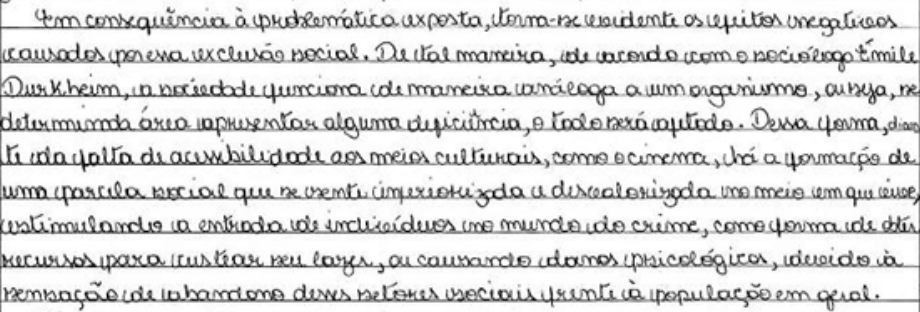 Em consequência à problemática exposta, torna-se evidente os efeitos negativos
causados por essa exclusão social. De tal maneira, de acordo com o sociólogo Émile
Durkheim, a sociedade funciona de maneira análoga a um organismo, ou seja, se
determinda área apresentar alguma deficiência, o todo será afetado. Dessa forma, dian
te da falta de acessibilidade aos meios culturais, como o cinema, há a formação de
uma parcela social que se sente inferiorizada e desvalorizada no meio em que vive,
estimulando a entrada de indivíduos no mundo do crime, como forma de obter
recursos para custear seu lazer, ou causando danos psicológicos, devido à
sensação de abandono desses setores sociais frente à população em geral.